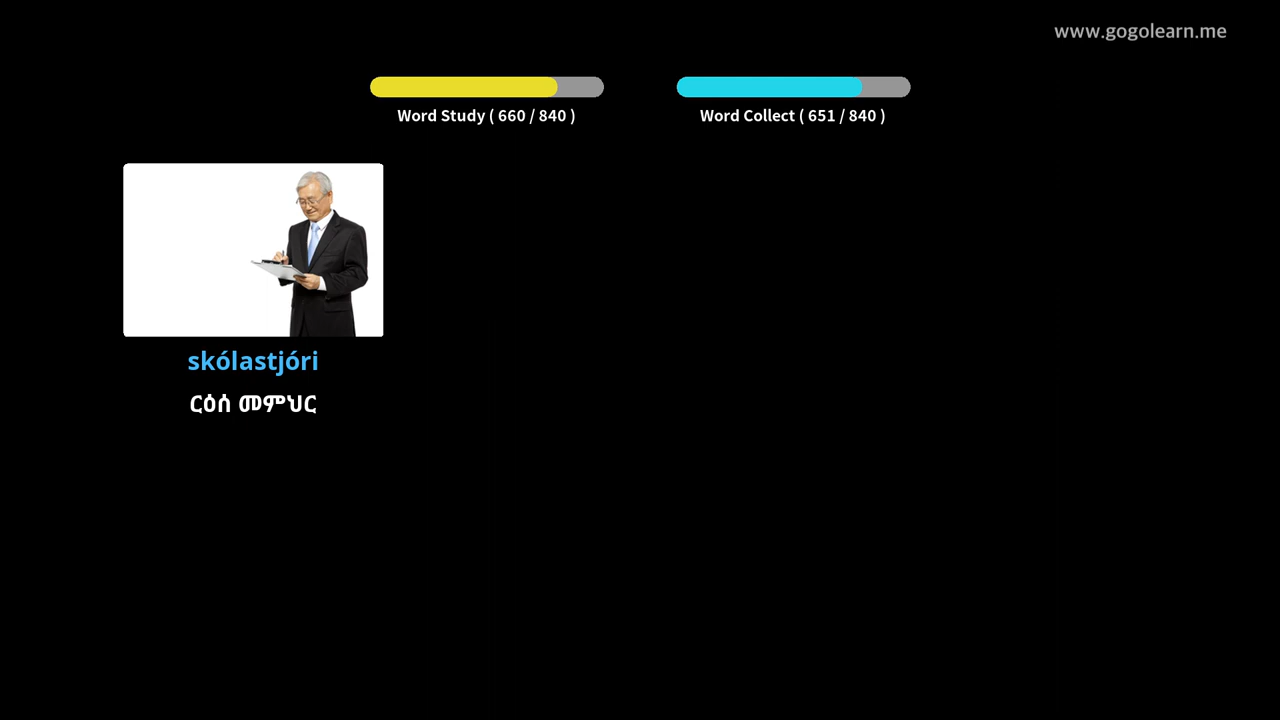 www.gogolearn.me
Word Study ( 660 / 840 )
Word Collect ( 651 / 840 )
skólastjóri
ርዕሰ መምህር